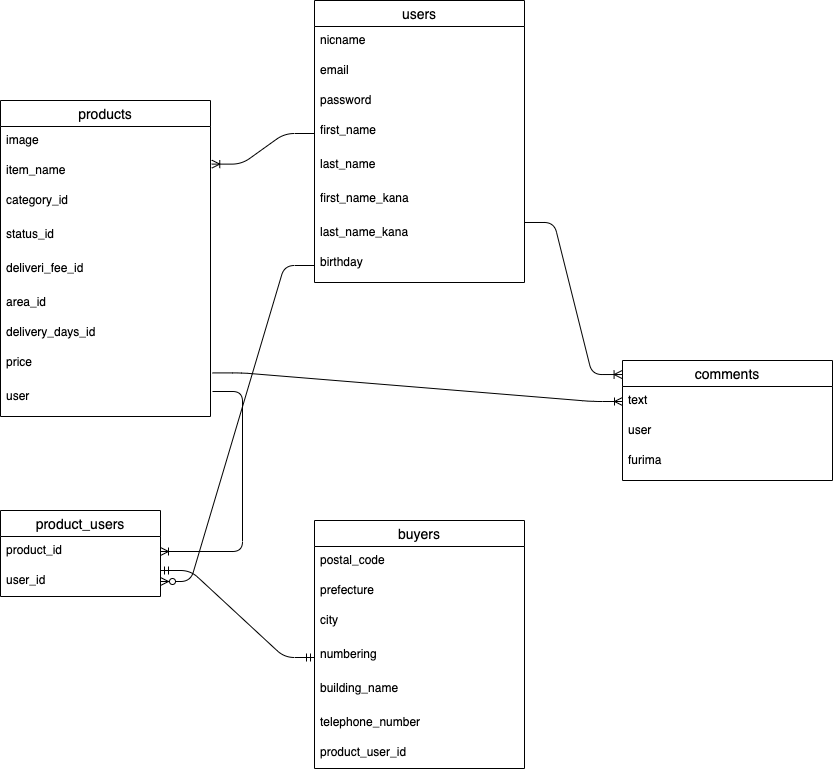 users
nicname
email
password
first_name
last_name
first_name_kana
last_name_kana
birthday
products
image
item_name
category_id
status_id
deliveri_fee_id
area_id
delivery_days_id
price
user
comments
text
user
furima
product_users
product_id
user_id
buyers
postal_code
prefecture
city
numbering
building_name
telephone_number
product_user_id